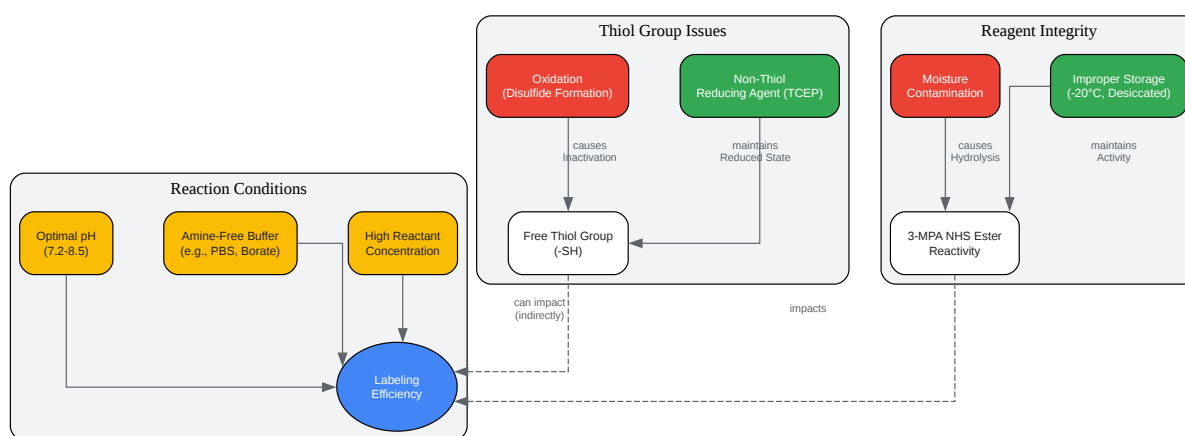 Thiol Group Issues
Oxidation
(Disulfide Formation)
Non-Thiol
Reducing Agent (TCEP)
causes
Inactivation
maintains
Reduced State
Free Thiol Group
(-SH)
Reagent Integrity
Moisture
Contamination
Improper Storage
(-20°C, Desiccated)
causes
Hydrolysis
maintains
Activity
3-MPA NHS Ester
Reactivity
Reaction Conditions
Optimal pH
(7.2-8.5)
Amine-Free Buffer
(e.g., PBS, Borate)
High Reactant
Concentration
can impact
(indirectly)
impacts
Labeling
Efficiency